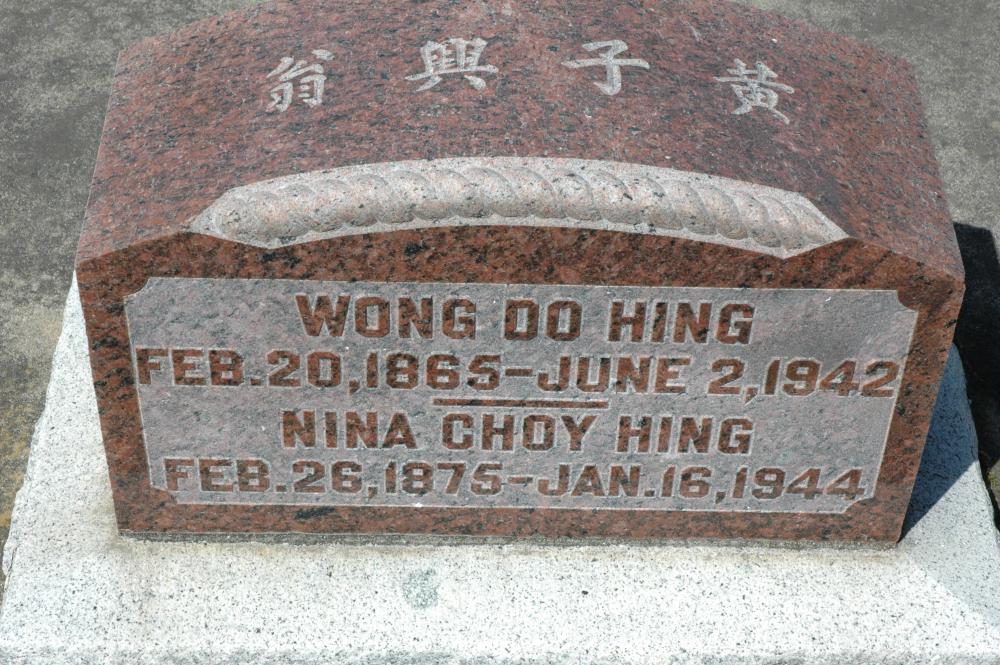 黃子興翁
WONG DO HING
FEB.20,1865-JUNE 2,1942
NINA CHOY HING
FEB.26,1875-JAN.16,1944